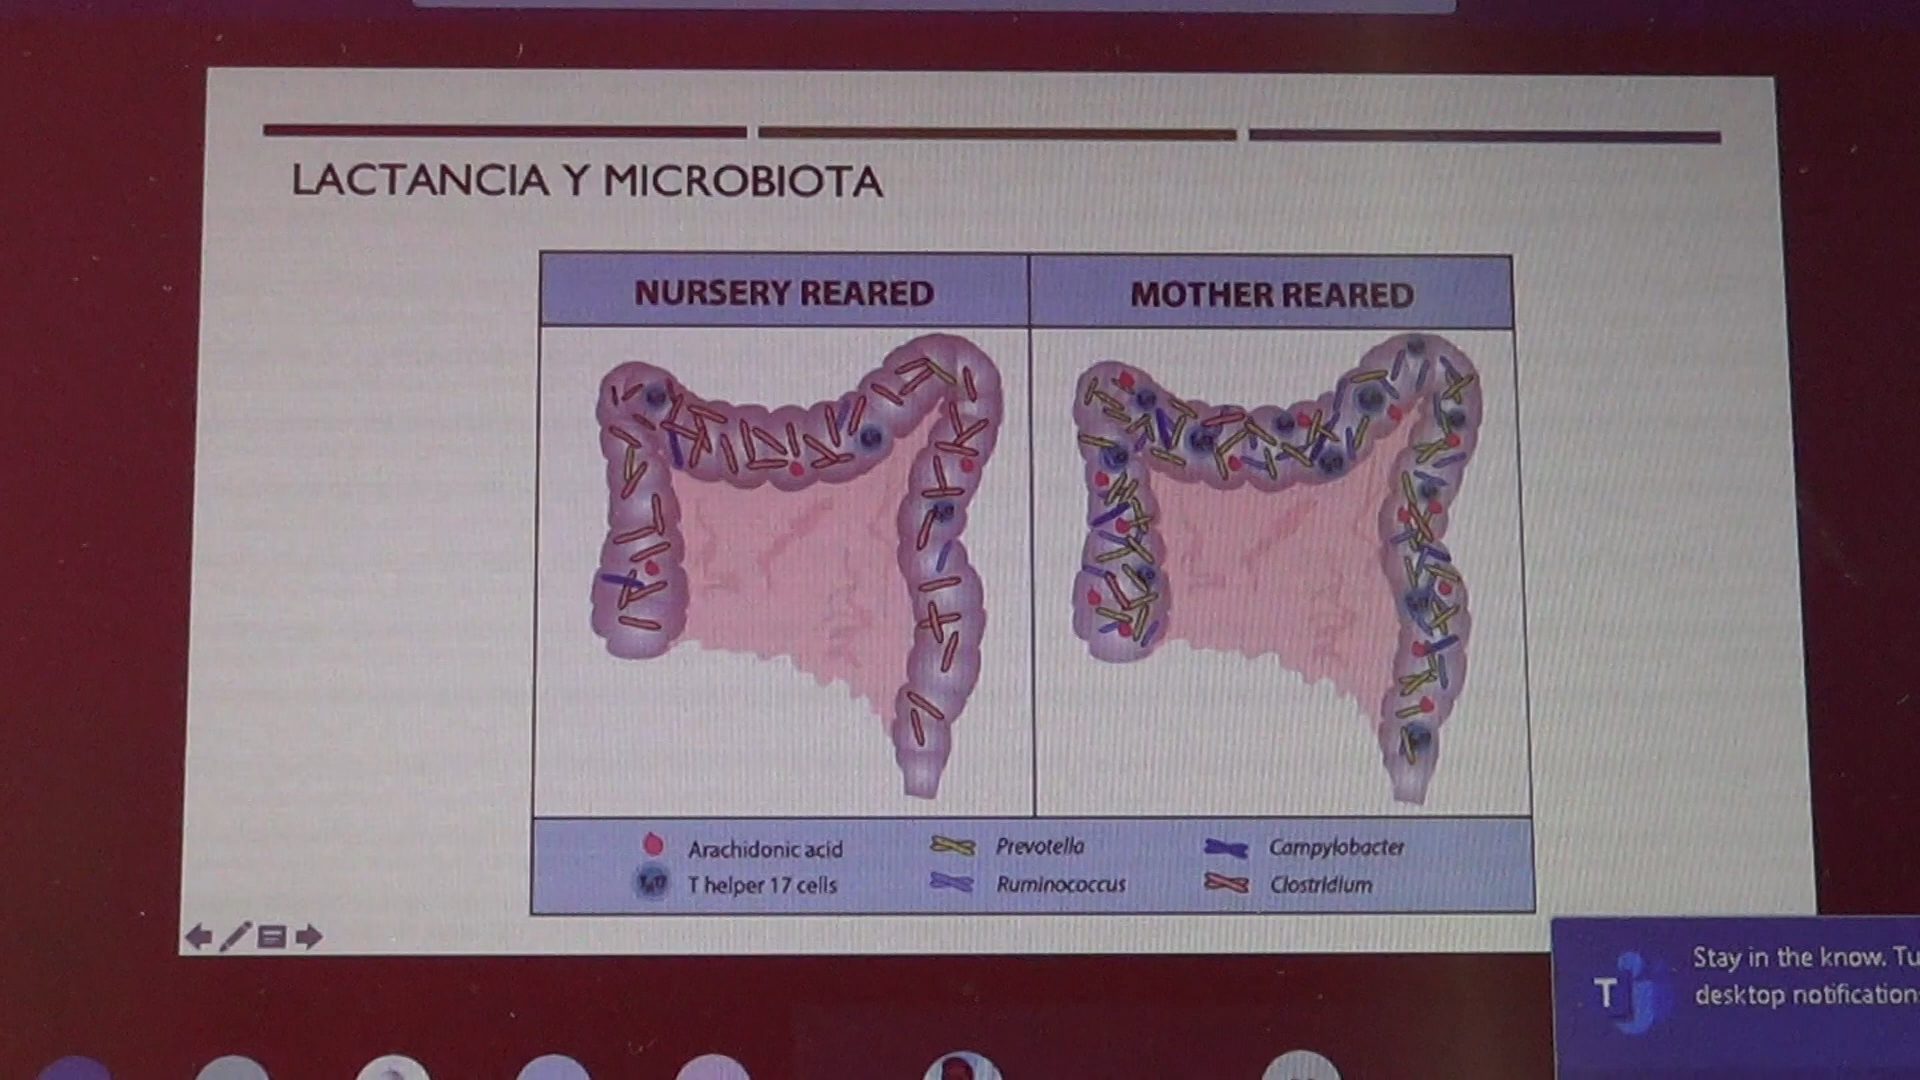 LACTANCIA Y MICROBIOTA
NURSERY REARED
MOTHER REARED
Arachidonic acid
Prevotella
Campylobacter
T helper 17 cells
Ruminococcus
Clostridium
Stay in the know. Tu
desktop notification
T